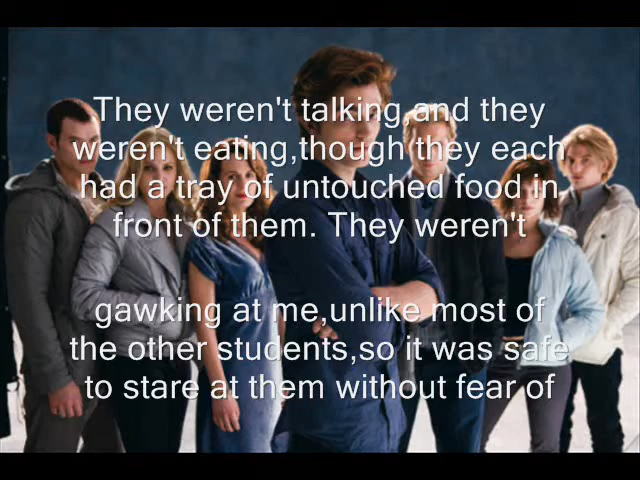 They weren't talking,and they
weren't eating,though they each
had a tray of untouched food in
front of them. They weren't
gawking at me,unlike most of
the other students,so it was safe
to stare at them without fear of